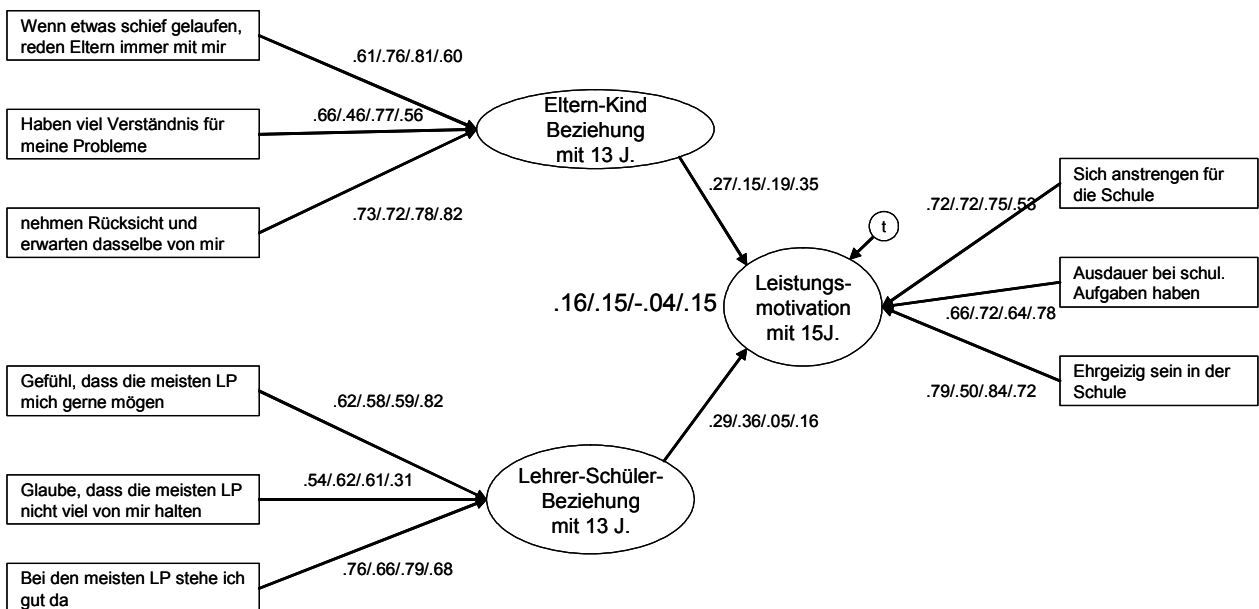 Wenn etwas schief gelaufen,
reden Eltern immer mit mir
.61/.76/.81/.60
Haben viel Verständnis für
meine Probleme
.66/.46/.77/.56
nehmen Rücksicht und
erwarten dasselbe von mir
.73/.72/.78/.82
Eltern-Kind
Beziehung
mit 13 J.
.27/.15/.19/.35
t
.16/.15/-.04/.15
Leistungs-
motivation
mit 15J.
Sich anstrengen für
die Schule
.72/.72/.75/.53
Ausdauer bei schul.
Aufgaben haben
.66/.72/.64/.78
Ehrgeizig sein in der
Schule
.79/.50/.84/.72
Gefühl, dass die meisten LP
mich gerne mögen
.62/.58/.59/.82
Glaube, dass die meisten LP
nicht viel von mir halten
.54/.62/.61/.31
Bei den meisten LP stehe ich
gut da
.76/.66/.79/.68
Lehrer-Schüler-
Beziehung
mit 13 J.
.29/.36/.05/.16